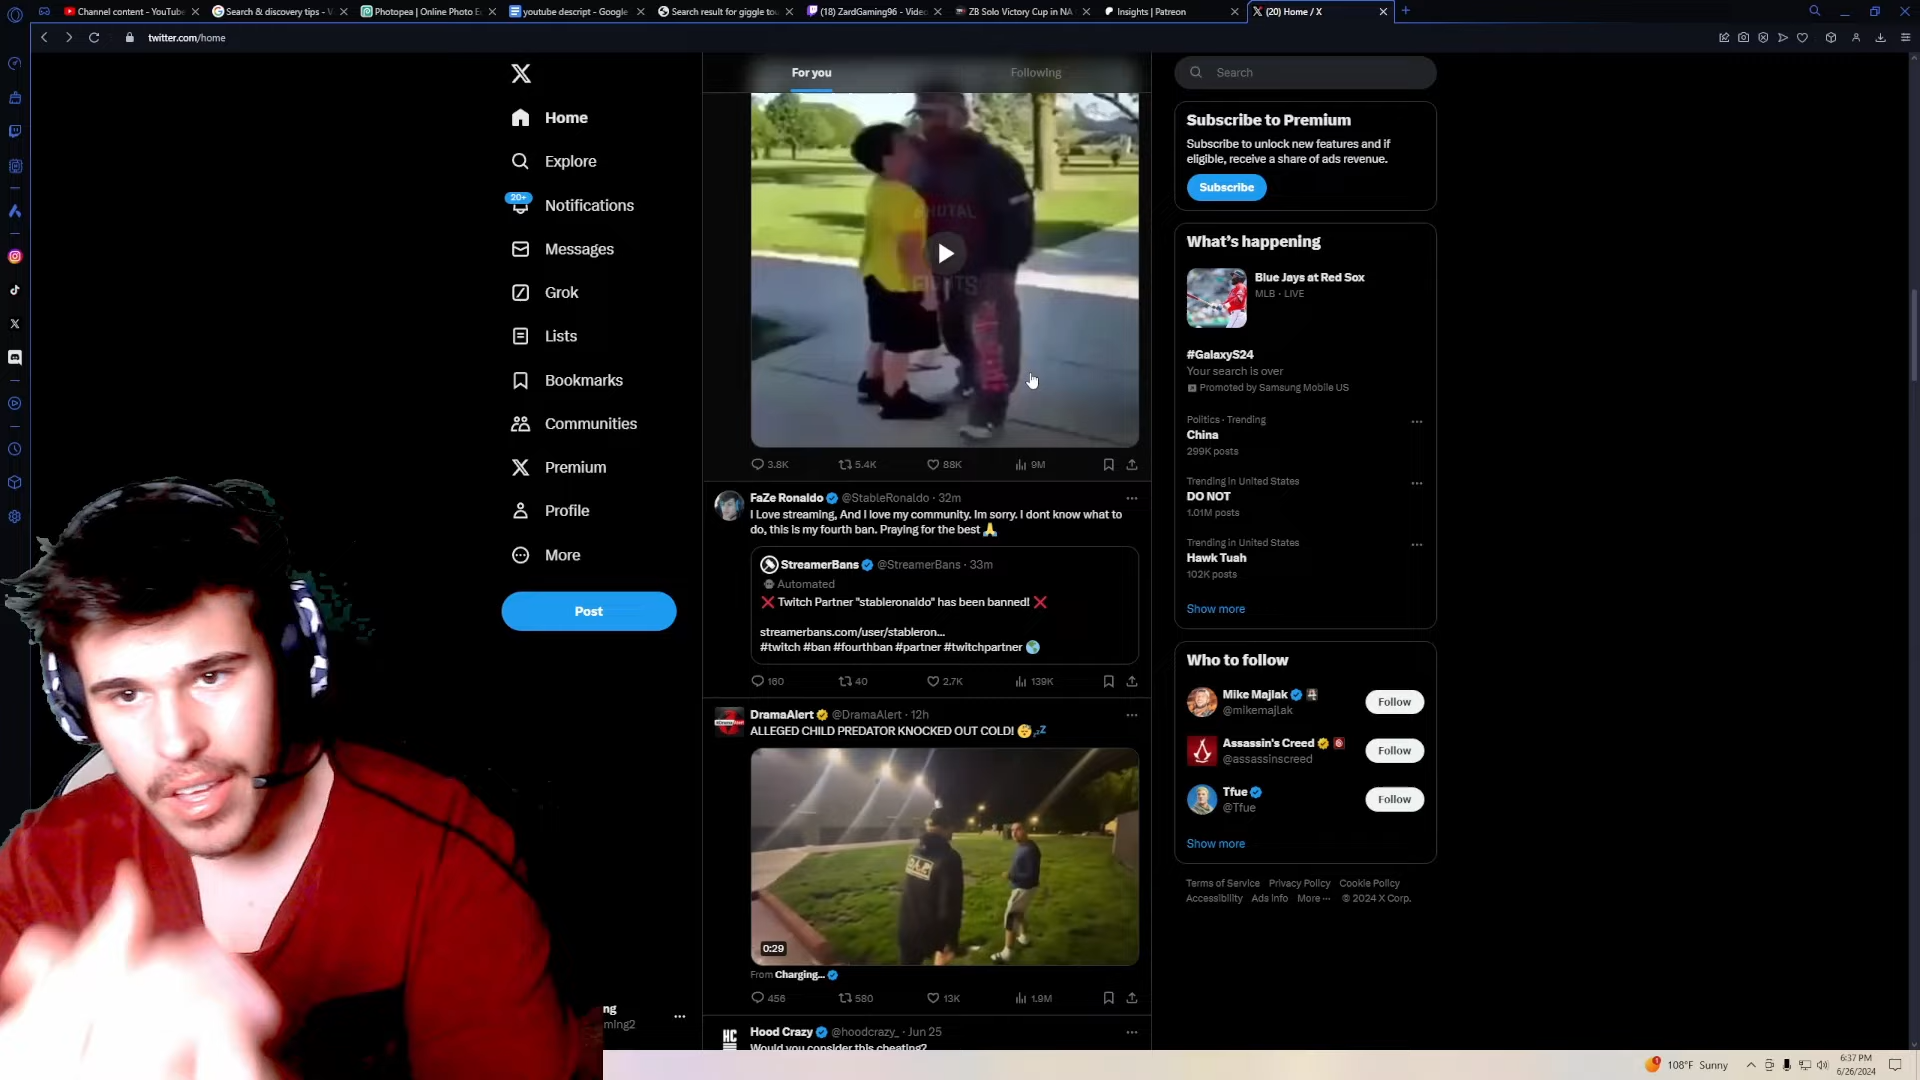 Channel content - YouTube
Search & discovery tips -
Photopea | Online Photo E
youtube descript - Google
Search result for giggle tou
(18) ZardGaming96 - Video
ZB Solo Victory Cup in NA
Insights | Patreon
(20) Home / X
twitter.com/home
For you
Following
Search
Home
Explore
20+
Notifications
Messages
Grok
Lists
Bookmarks
Communities
Premium
Profile
More
Post
BRUTAL
3.8K 5.4K 88K 9M
FaZe Ronaldo @StableRonaldo · 32m
I Love streaming, And I love my community. Im sorry. I dont know what to
do, this is my fourth ban. Praying for the best 🙏
StreamerBans @StreamerBans · 33m
Automated
❌ Twitch Partner "stableronaldo" has been banned! ❌
streamerbans.com/user/stableron...
#twitch #ban #fourthban #partner #twitchpartner 🌎
160 40 2.7K 139K
DramaAlert @DramaAlert · 12h
ALLEGED CHILD PREDATOR KNOCKED OUT COLD! 😴💤
0:29
From Charging...
456 580 13K 1.9M
HC
Hood Crazy @hoodcrazy_ · Jun 25
Would you consider this cheating?
ng
ming2
Subscribe to Premium
Subscribe to unlock new features and if
eligible, receive a share of ads revenue.
Subscribe
What's happening
Blue Jays at Red Sox
MLB · LIVE
#GalaxyS24
Your search is over
Promoted by Samsung Mobile US
Politics · Trending
China
299K posts
Trending in United States
DO NOT
1.01M posts
Trending in United States
Hawk Tuah
102K posts
Show more
Who to follow
Mike Majlak
@mikemajlak
Follow
Assassin's Creed
@assassinscreed
Follow
Tfue
@Tfue
Follow
Show more
Terms of Service Privacy Policy Cookie Policy
Accessibility Ads info More ··· © 2024 X Corp.
108°F Sunny
6:37 PM
6/26/2024